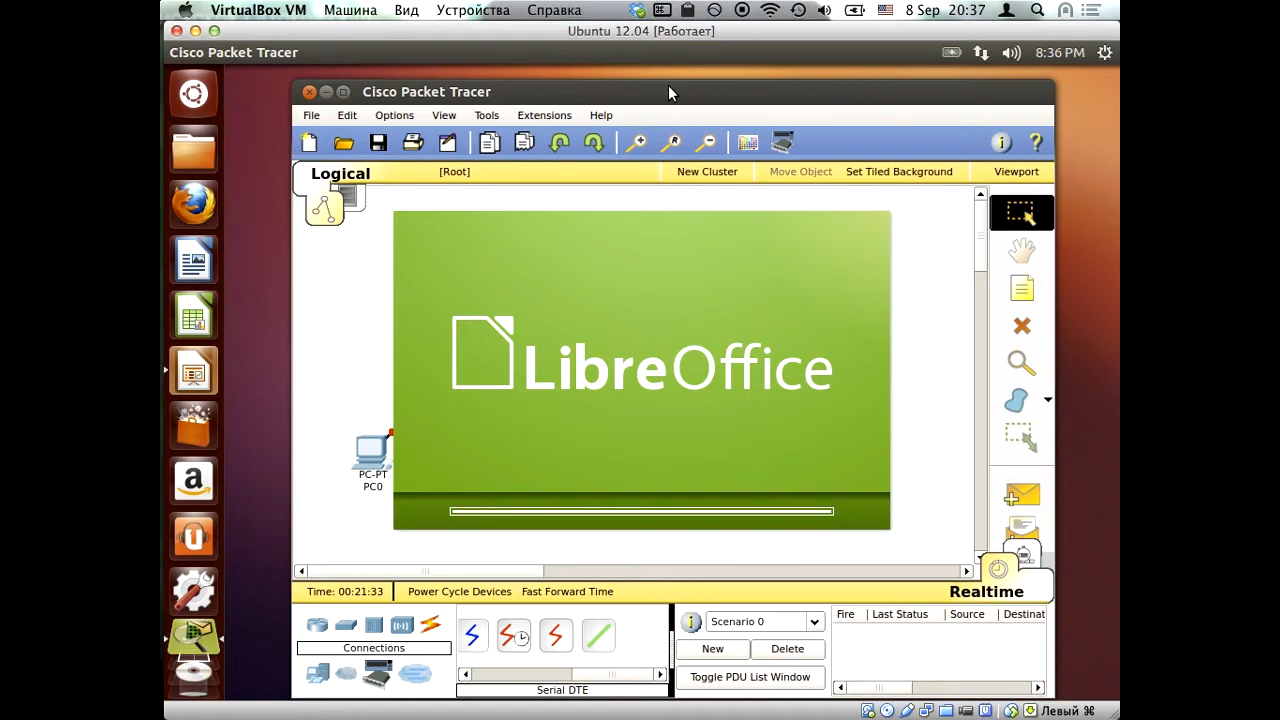 VirtualBox VM Машина Вид Устройства Справка 8 Sep 20:37
Ubuntu 12.04 [Работает]
Cisco Packet Tracer 8:36 PM
Cisco Packet Tracer
File Edit Options View Tools Extensions Help
Logical [Root] New Cluster Move Object Set Tiled Background Viewport
LibreOffice
PC-PT
PC0
Time: 00:21:33 Power Cycle Devices Fast Forward Time Realtime
Connections
Serial DTE
Scenario 0
New Delete
Toggle PDU List Window
Fire Last Status Source Destinat
Левый ⌘